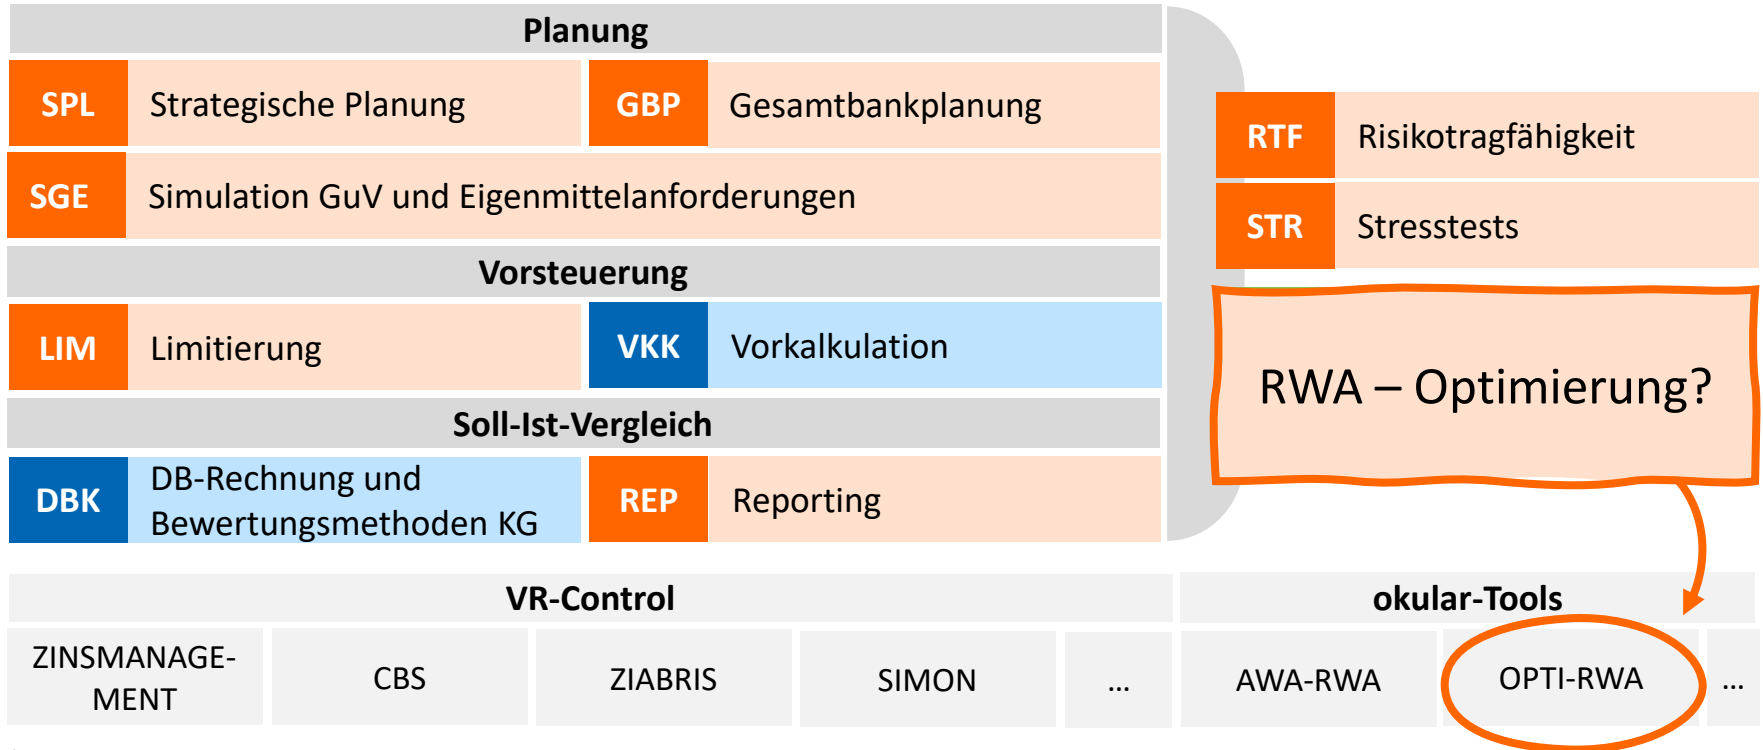 Planung
SPL Strategische Planung
GBP Gesamtbankplanung
SGE Simulation GuV und Eigenmittelanforderungen
Vorsteuerung
LIM Limitierung
VKK Vorkalkulation
Soll-Ist-Vergleich
DBK DB-Rechnung und
Bewertungsmethoden KG
REP Reporting
RTF Risikotragfähigkeit
STR Stresstests
RWA – Optimierung?
VR-Control
ZINSMANAGE-
MENT
CBS
ZIABRIS
SIMON
...
okular-Tools
AWA-RWA
OPTI-RWA
...